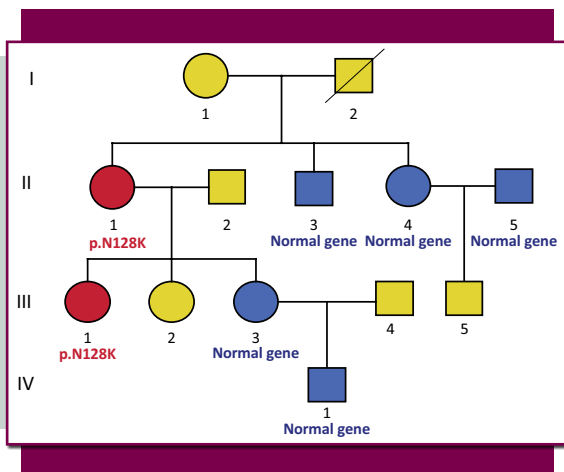 I
1 2
II
1 2 3 4 5
p.N128K Normal gene Normal gene Normal gene
III
1 2 3 4 5
p.N128K Normal gene
IV
1
Normal gene